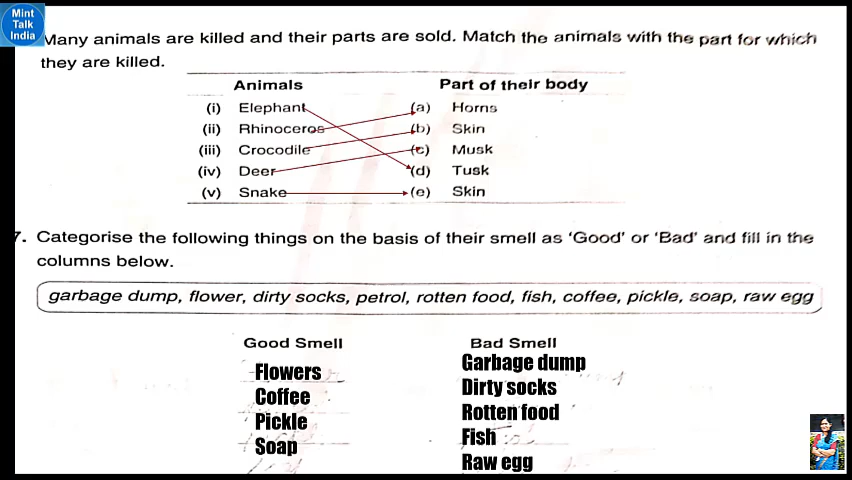 Mint
Talk
India
Many animals are killed and their parts are sold. Match the animals with the part for which
they are killed.
Animals Part of their body
(i) Elephant (a) Horns
(ii) Rhinoceros (b) Skin
(iii) Crocodile (c) Musk
(iv) Deer (d) Tusk
(v) Snake (e) Skin
7. Categorise the following things on the basis of their smell as 'Good' or 'Bad' and fill in the
columns below.
garbage dump, flower, dirty socks, petrol, rotten food, fish, coffee, pickle, soap, raw egg
Good Smell Bad Smell
Flowers Garbage dump
Coffee Dirty socks
Pickle Rotten food
Soap Fish
Raw egg